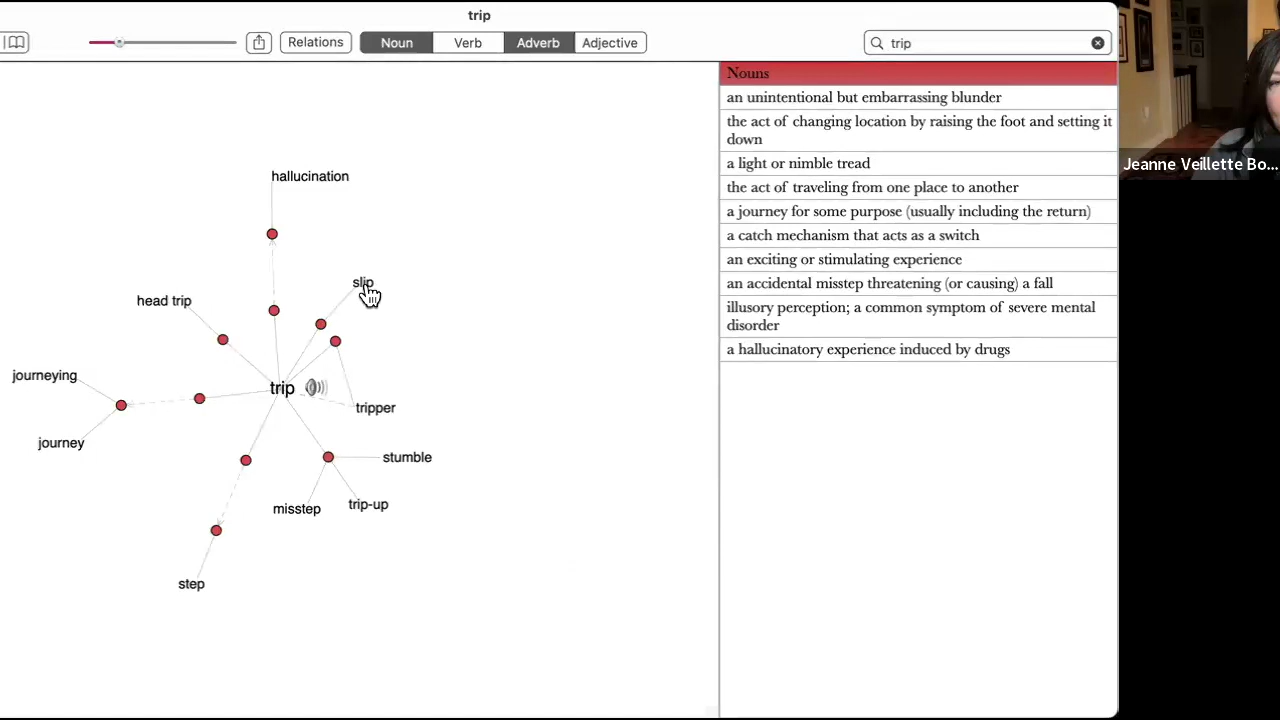 trip
Relations
Noun
Verb
Adverb
Adjective
trip
Nouns
an unintentional but embarrassing blunder
the act of changing location by raising the foot and setting it
down
a light or nimble tread
the act of traveling from one place to another
a journey for some purpose (usually including the return)
a catch mechanism that acts as a switch
an exciting or stimulating experience
an accidental misstep threatening (or causing) a fall
illusory perception; a common symptom of severe mental
disorder
a hallucinatory experience induced by drugs
hallucination
slip
head trip
journeying
trip
tripper
journey
stumble
misstep
trip-up
step
Jeanne Veillette Bo...